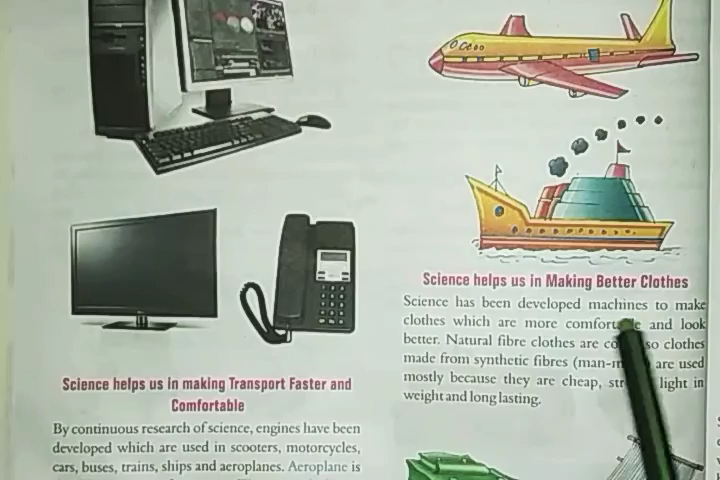 Science helps us in making Transport Faster and
Comfortable
By continuous research of science, engines have been
developed which are used in scooters, motorcycles,
cars, buses, trains, ships and aeroplanes. Aeroplane is
Science helps us in Making Better Clothes
Science has been developed machines to make
clothes which are more and look
better. Natural fibre clothes are clothes
made from synthetic fibres are used
mostly because they are cheap, light in
weight and long lasting.